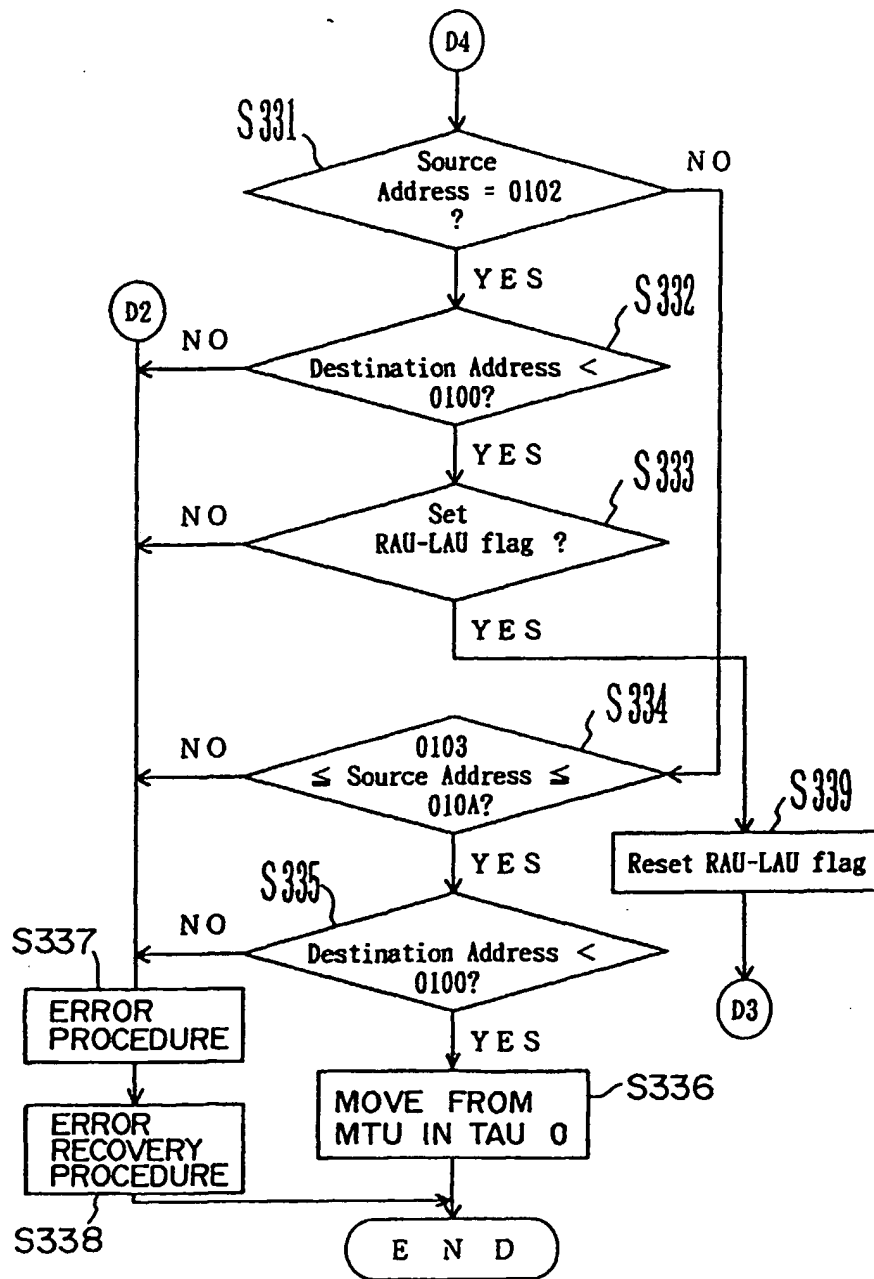 D4
S331
Source
Address = 0102
?
NO
YES
D2
S332
NO
Destination Address <
0100?
YES
S333
NO
Set
RAU-LAU flag ?
YES
S334
NO
0103
≦ Source Address ≦
010A?
S339
Reset RAU-LAU flag
YES
S335
NO
Destination Address <
0100?
S337
ERROR
PROCEDURE
D3
YES
S336
MOVE FROM
MTU IN TAU 0
ERROR
RECOVERY
PROCEDURE
S338
END